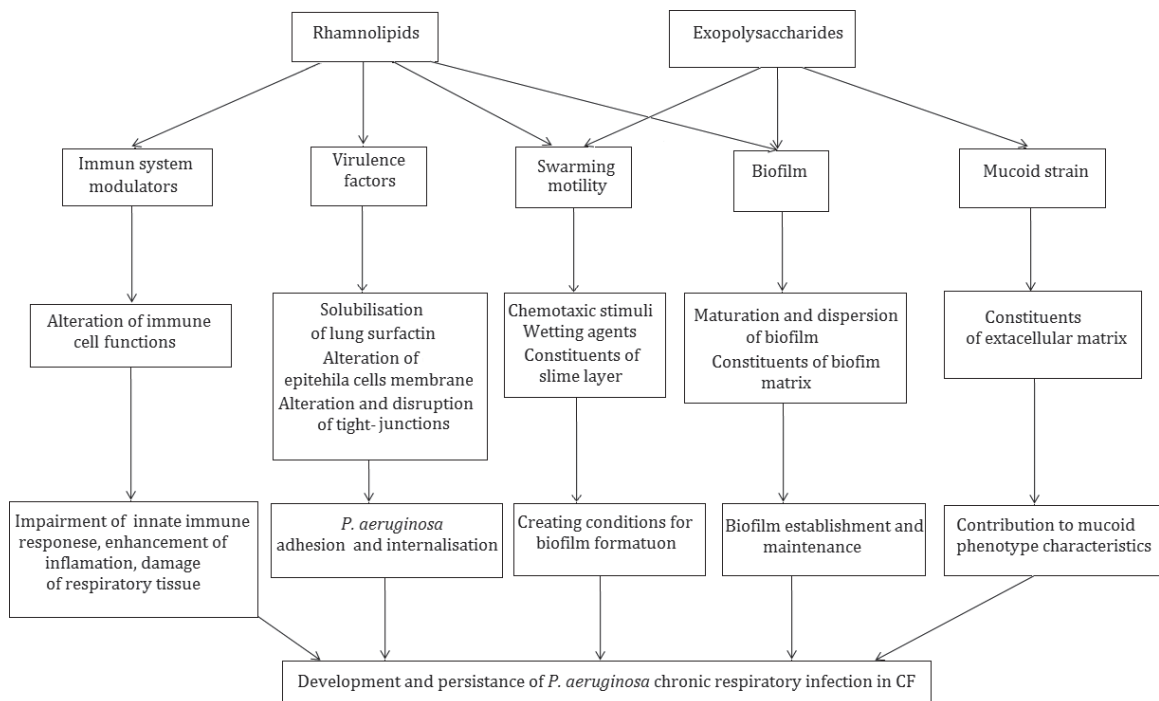 Rhamnolipids
Exopolysaccharides
Immun system
modulators
Virulence
factors
Swarming
motility
Biofilm
Mucoid strain
Alteration of immune
cell functions
Solubilisation
of lung surfactin
Alteration of
epitehila cells membrane
Alteration and disruption
of tight- junctions
Chemotaxic stimuli
Wetting agents
Constituents of
slime layer
Maturation and dispersion
of biofilm
Constituents of biofim
matrix
Constituents
of extacellular matrix
Impairment of innate immune
responese, enhancement of
inflamation, damage
of respiratory tissue
P. aeruginosa
adhesion and internalisation
Creating conditions for
biofilm formatuon
Biofilm establishment and
maintenance
Contribution to mucoid
phenotype characteristics
Development and persistance of P. aeruginosa chronic respiratory infection in CF